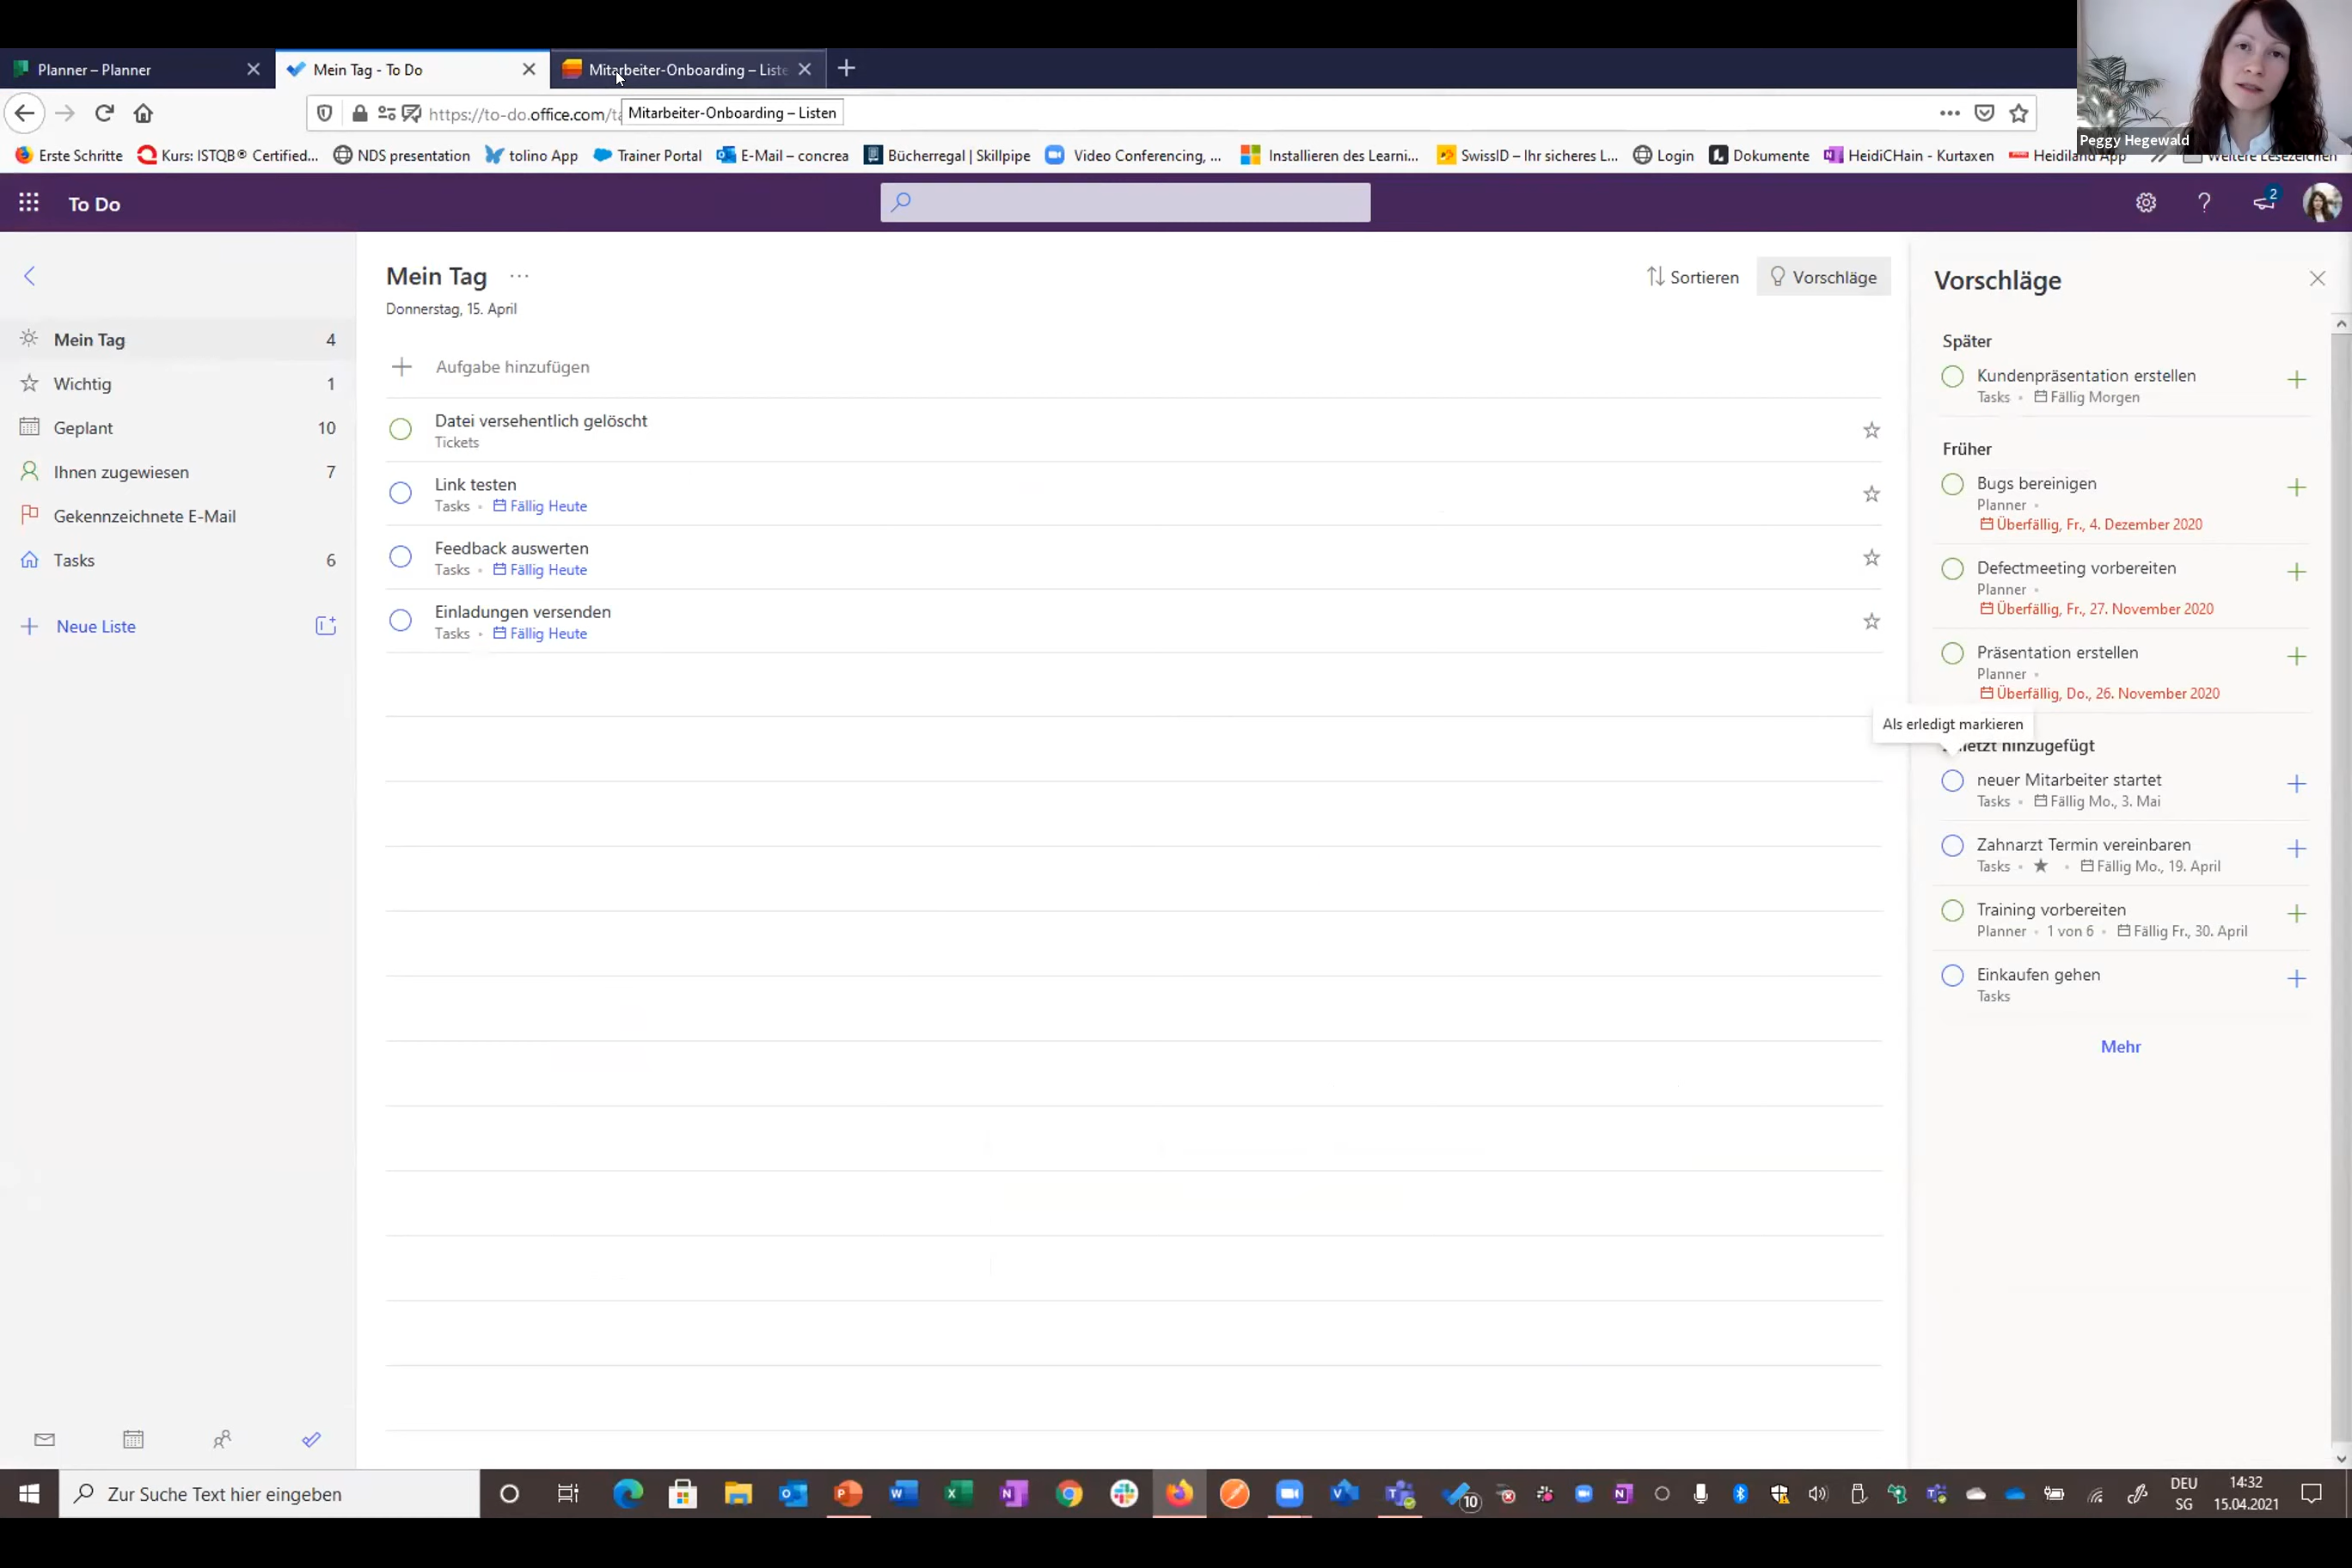 Planner – Planner
Mein Tag - To Do
Mitarbeiter-Onboarding – Liste
Peggy Hegewald
https://to-do.office.com/ta
Mitarbeiter-Onboarding – Listen
Erste Schritte
Kurs: ISTQB® Certified...
NDS presentation
tolino App
Trainer Portal
E-Mail – concrea
Bücherregal | Skillpipe
Video Conferencing, ...
Installieren des Learni...
SwissID – Ihr sicheres L...
Login
Dokumente
HeidiCHain - Kurtaxen
Heidiland App
Weitere Lesezeichen
To Do
2
Mein Tag 4
Wichtig 1
Geplant 10
Ihnen zugewiesen 7
Gekennzeichnete E-Mail
Tasks 6
Neue Liste
Mein Tag ...
Donnerstag, 15. April
Sortieren
Vorschläge
Aufgabe hinzufügen
Datei versehentlich gelöscht
Tickets
Link testen
Tasks • Fällig Heute
Feedback auswerten
Tasks • Fällig Heute
Einladungen versenden
Tasks • Fällig Heute
Vorschläge
Später
Kundenpräsentation erstellen
Tasks • Fällig Morgen
Früher
Bugs bereinigen
Planner •
Überfällig, Fr., 4. Dezember 2020
Defectmeeting vorbereiten
Planner •
Überfällig, Fr., 27. November 2020
Präsentation erstellen
Planner •
Überfällig, Do., 26. November 2020
Als erledigt markieren
hinzugefügt
neuer Mitarbeiter startet
Tasks • Fällig Mo., 3. Mai
Zahnarzt Termin vereinbaren
Tasks • ★ • Fällig Mo., 19. April
Training vorbereiten
Planner • 1 von 6 • Fällig Fr., 30. April
Einkaufen gehen
Tasks
Mehr
Zur Suche Text hier eingeben
10
DEU
SG
14:32
15.04.2021